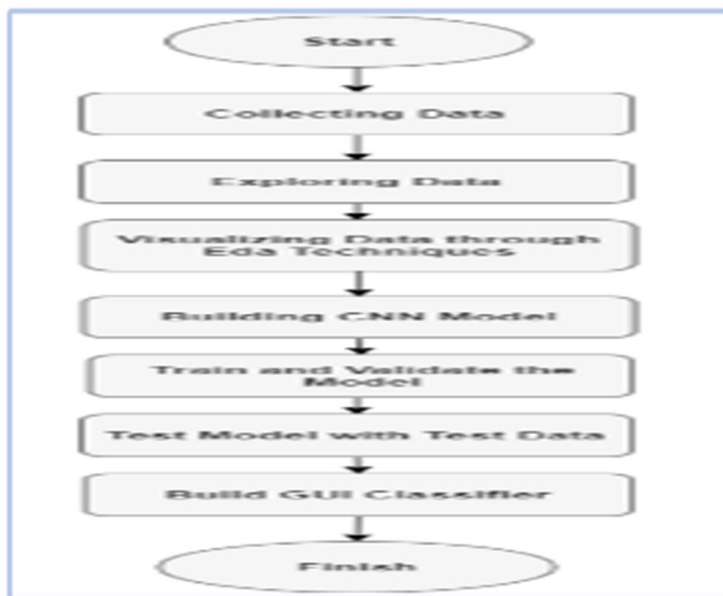 Start
Collecting Data
Exploring Data
Visualizing Data through
Eda Techniques
Building CNN Model
Train and Validate the
Model
Test Model with Test Data
Build GUI Classifier
Finish